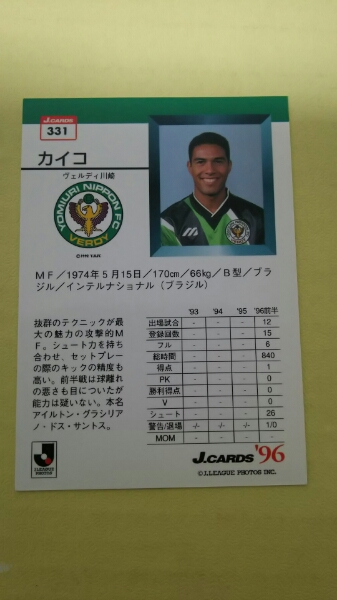 J.CARDS
331
カイコ
ヴェルディ川崎
YOMIURI NIPPON FC
VERDY
MF／1974年5月15日／170cm／66kg／B型／ブラ
ジル／インテルナショナル（ブラジル）
抜群のテクニックが最
大の魅力の攻撃的M
F。シュート力も持ち
合わせ、セットプレー
の際のキックの精度も
高い。前半戦は球離れ
の悪さも目についたが
能力は疑いない。本名
アイルトン・グラシリア
ノ・ドス・サントス。
'93 '94 '95 '96前半
出場試合 - - - 12
登録回数 - - - 15
フル - - - 6
総時間 - - - 840
得点 - - - 1
PK - - - 0
勝利得点 - - - 0
V - - - 0
シュート - - - 26
警告/退場 -/- -/- -/- 1/0
MOM - - - -
J.LEAGUE
PHOTOS
J.CARDS '96
©J.LEAGUE PHOTOS INC.